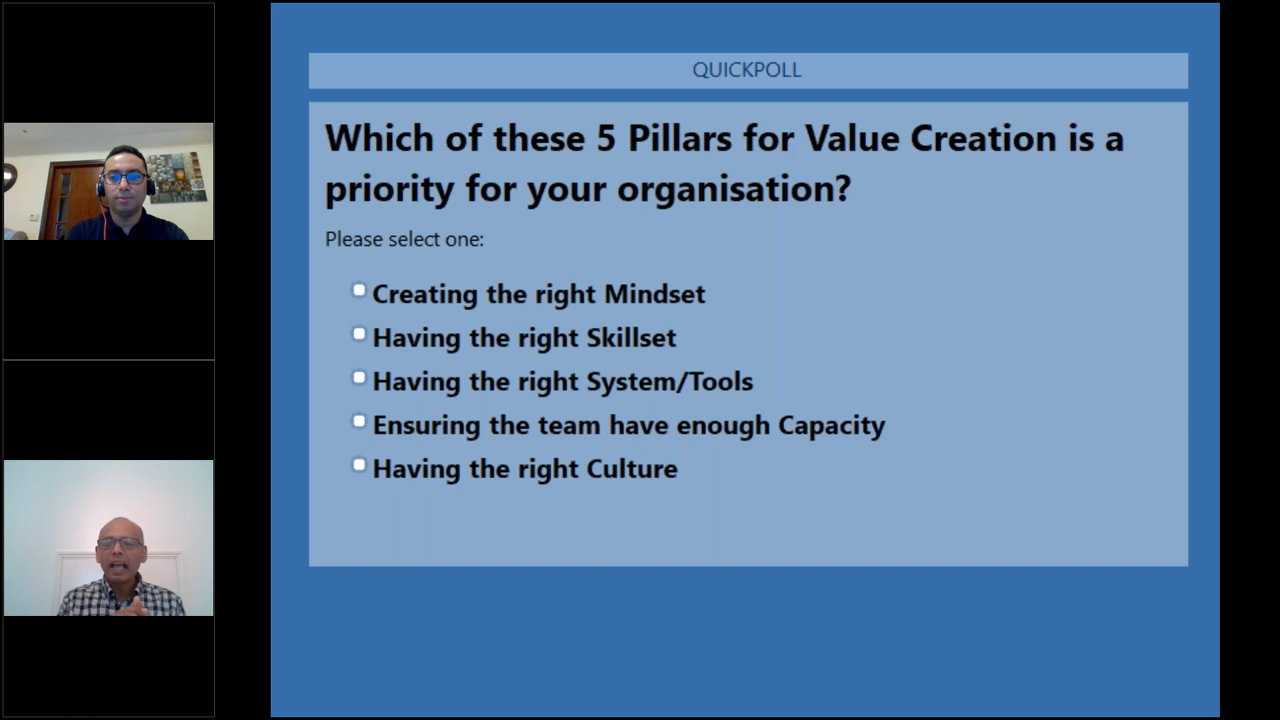 QUICKPOLL
Which of these 5 Pillars for Value Creation is a
priority for your organisation?
Please select one:
Creating the right Mindset
Having the right Skillset
Having the right System/Tools
Ensuring the team have enough Capacity
Having the right Culture